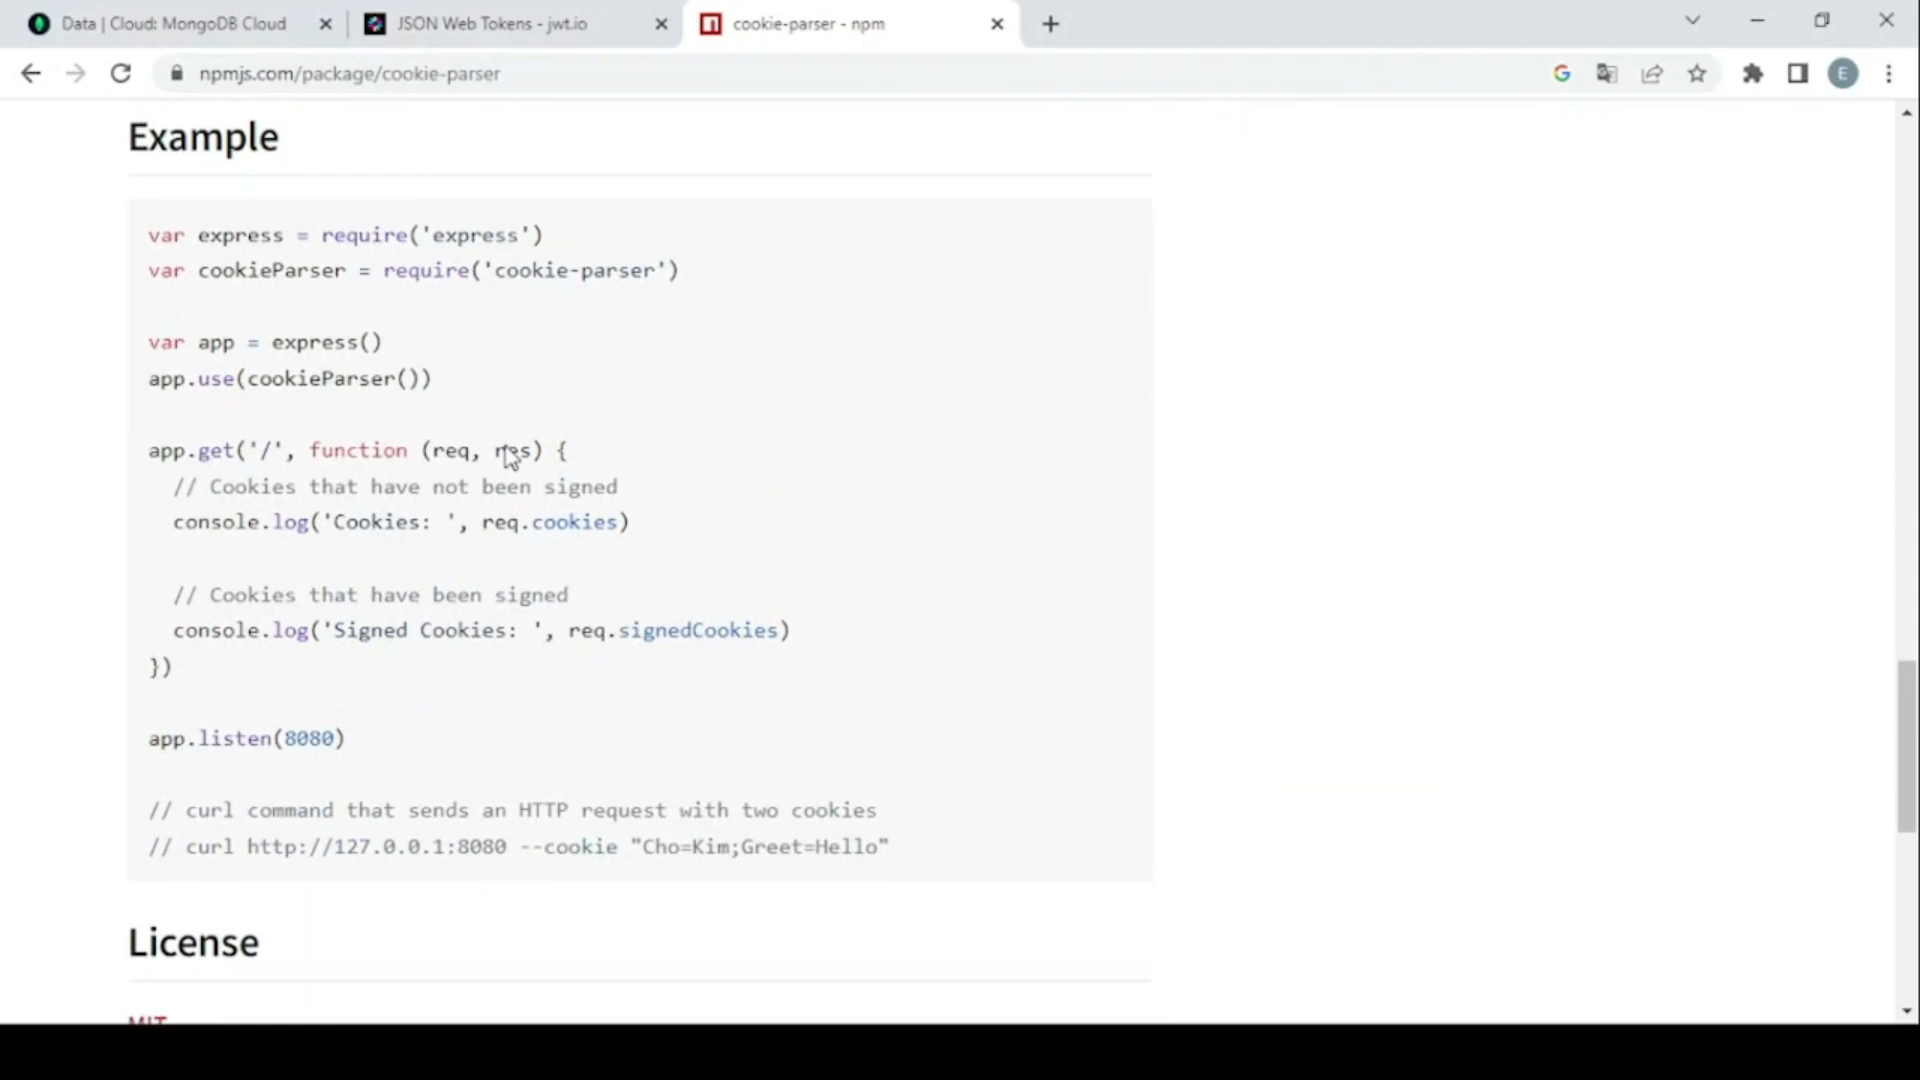 Data | Cloud: MongoDB Cloud
JSON Web Tokens - jwt.io
cookie-parser - npm
npmjs.com/package/cookie-parser
E
Example
var express = require('express')
var cookieParser = require('cookie-parser')
var app = express()
app.use(cookieParser())
app.get('/', function (req, res) {
// Cookies that have not been signed
console.log('Cookies: ', req.cookies)
// Cookies that have been signed
console.log('Signed Cookies: ', req.signedCookies)
})
app.listen(8080)
// curl command that sends an HTTP request with two cookies
// curl http://127.0.0.1:8080 --cookie "Cho=Kim;Greet=Hello"
License
MIT